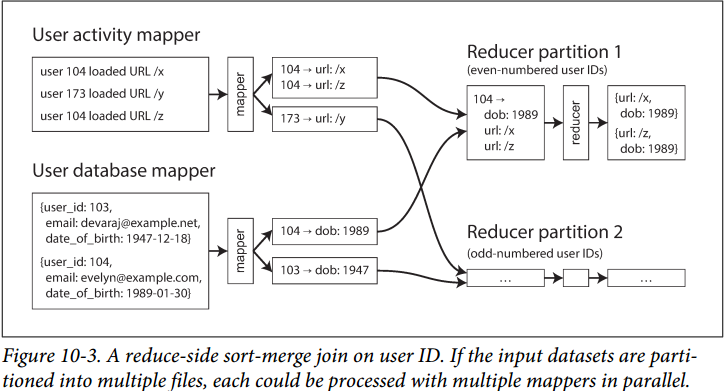 User activity mapper
user 104 loaded URL /x
user 173 loaded URL /y
user 104 loaded URL /z
mapper
104 → url: /x
104 → url: /z
173 → url: /y
User database mapper
{user_id: 103,
email: devaraj@example.net,
date_of_birth: 1947-12-18}
{user_id: 104,
email: evelyn@example.com,
date_of_birth: 1989-01-30}
mapper
104 → dob: 1989
103 → dob: 1947
Reducer partition 1
(even-numbered user IDs)
104 →
dob: 1989
url: /x
url: /z
reducer
{url: /x,
dob: 1989}
{url: /z,
dob: 1989}
Reducer partition 2
(odd-numbered user IDs)
...
...
Figure 10-3. A reduce-side sort-merge join on user ID. If the input datasets are parti-
tioned into multiple files, each could be processed with multiple mappers in parallel.